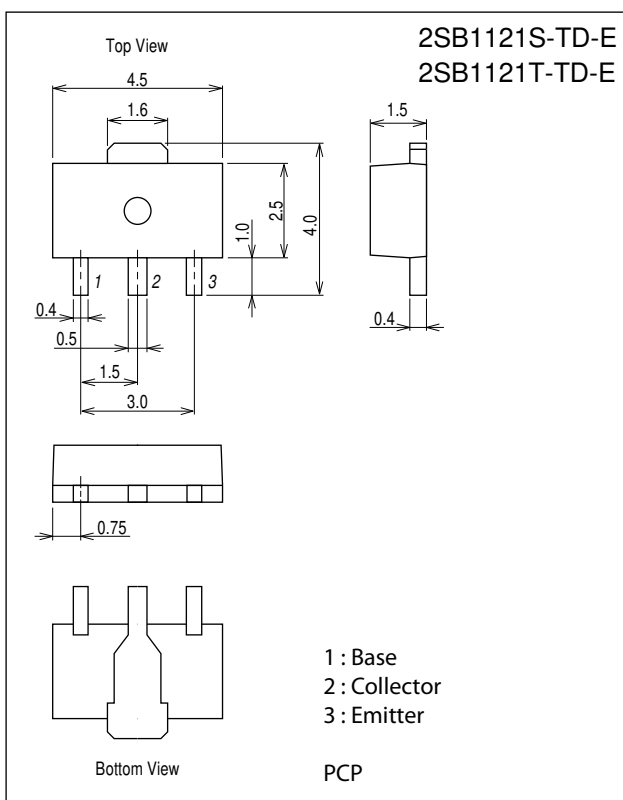 2SB1121S-TD-E
2SB1121T-TD-E
Top View
4.5
1.6
1.5
2.5
4.0
1.0
1
2
3
0.4
0.5
1.5
3.0
0.4
0.75
1 : Base
2 : Collector
3 : Emitter
Bottom View
PCP